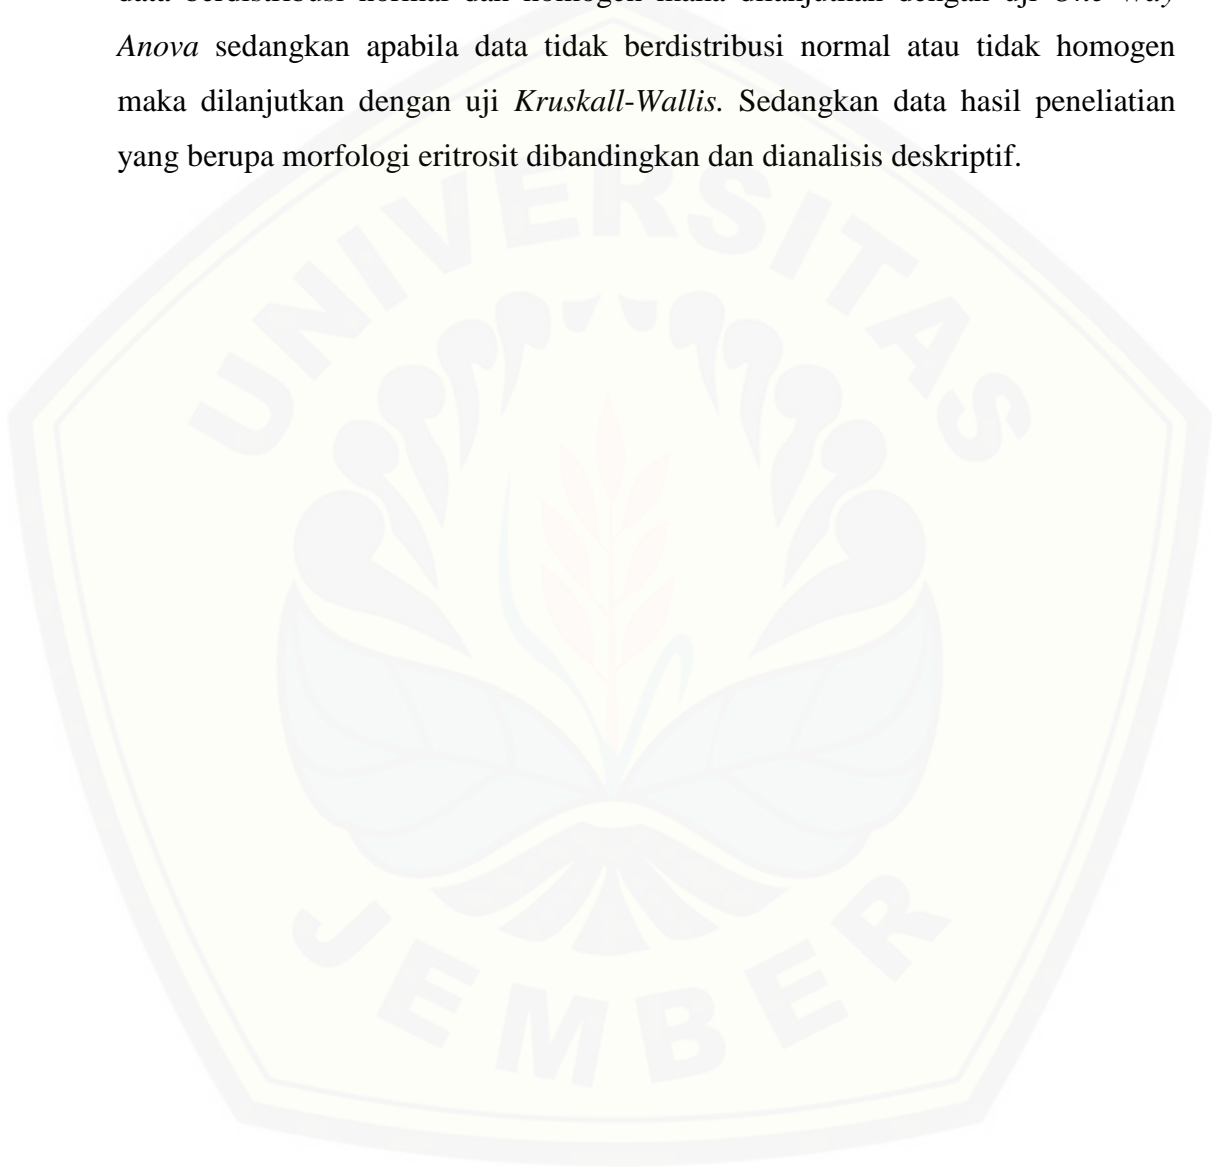 data berdistribusi normal dan homogen maka dilanjutkan dengan uji One Way
Anova sedangkan apabila data tidak berdistribusi normal atau tidak homogen
maka dilanjutkan dengan uji Kruskall-Wallis. Sedangkan data hasil peneliatian
yang berupa morfologi eritrosit dibandingkan dan dianalisis deskriptif.
UNIVERSITAS
JEMBER